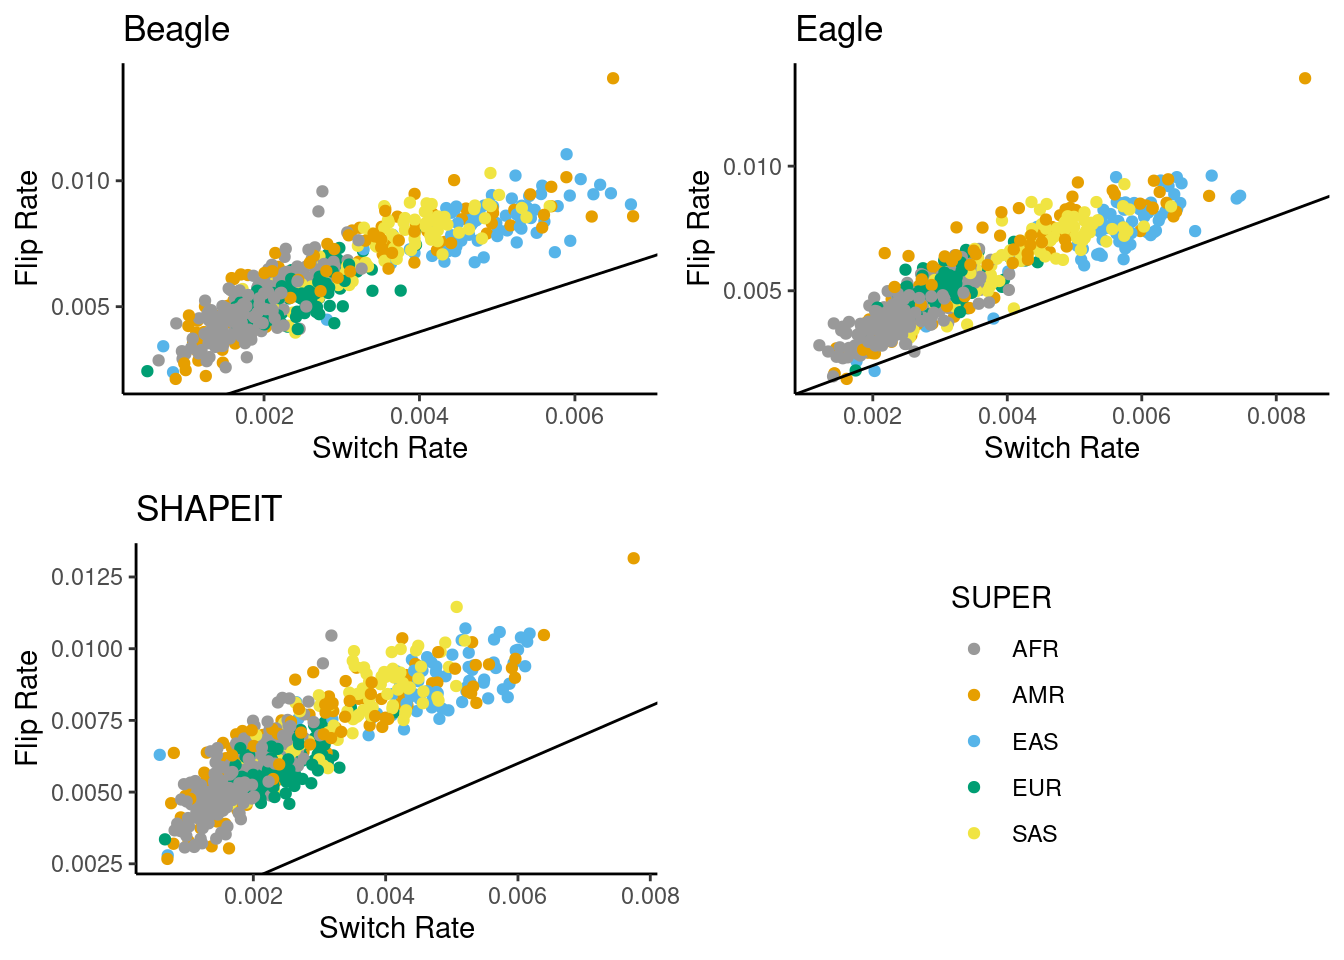 Beagle
Flip Rate
0.010
0.005
0.002
0.004
0.006
Switch Rate
Eagle
Flip Rate
0.010
0.005
0.002
0.004
0.006
0.008
Switch Rate
SHAPEIT
Flip Rate
0.0125
0.0100
0.0075
0.0050
0.0025
0.002
0.004
0.006
0.008
Switch Rate
SUPER
AFR
AMR
EAS
EUR
SAS